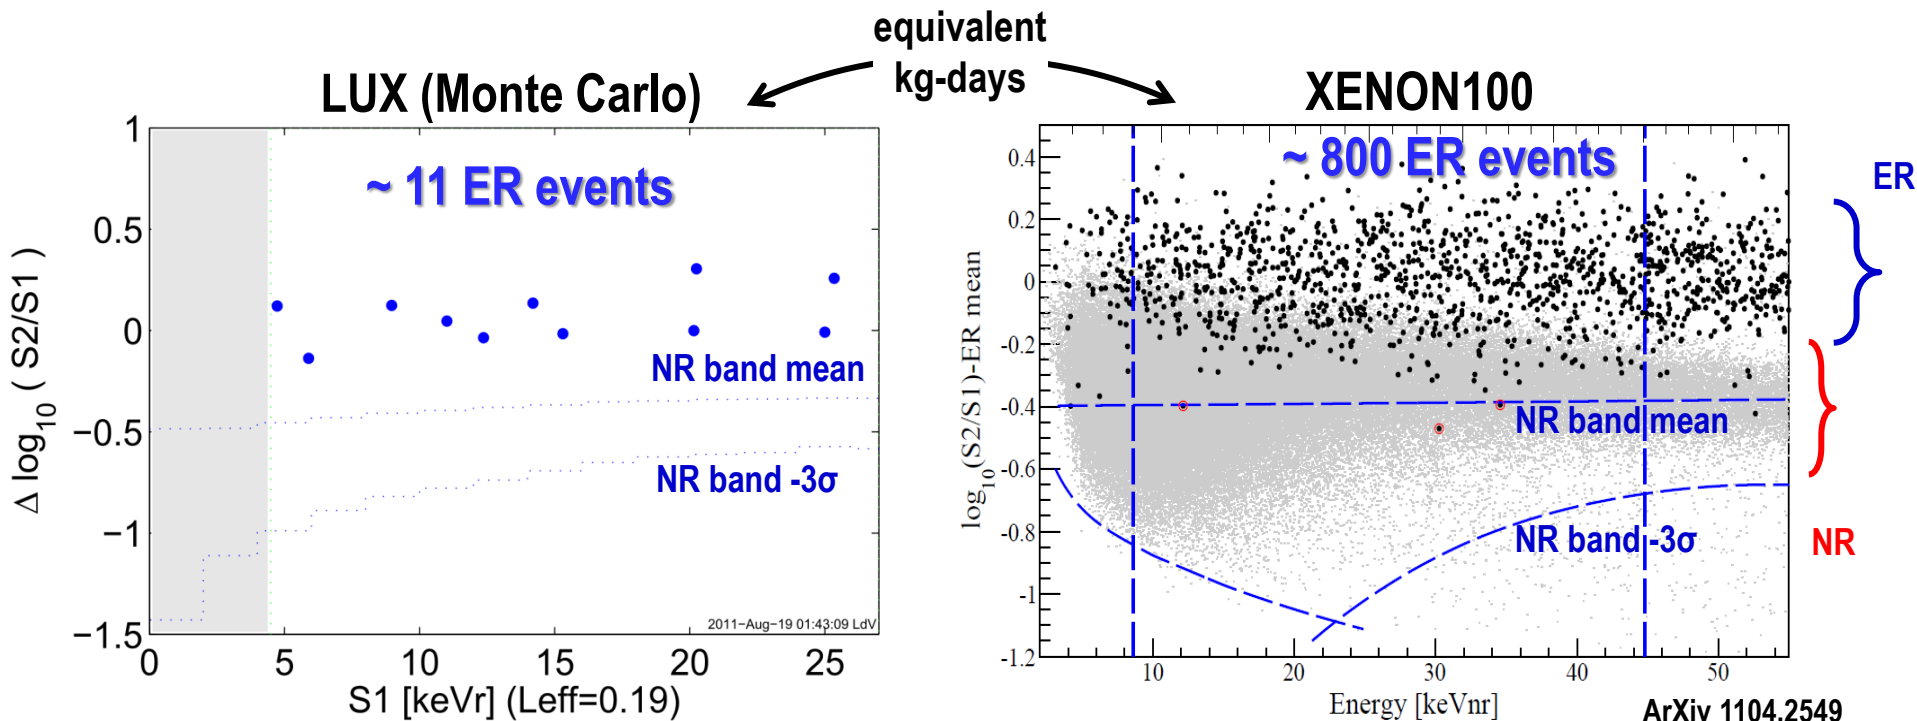 equivalent
kg-days
LUX (Monte Carlo)
XENON100
1
0.5
0
−0.5
−1
−1.5
Δ log10 ( S2/S1 )
~ 11 ER events
NR band mean
NR band -3σ
2011−Aug−19 01:43:09 LdV
0 5 10 15 20 25
S1 [keVr] (Leff=0.19)
0.4
0.2
0
-0.2
-0.4
-0.6
-0.8
-1
-1.2
log10(S2/S1)-ER mean
~ 800 ER events
NR band mean
NR band -3σ
10 20 30 40 50
Energy [keVnr]
ER
NR
ArXiv 1104.2549